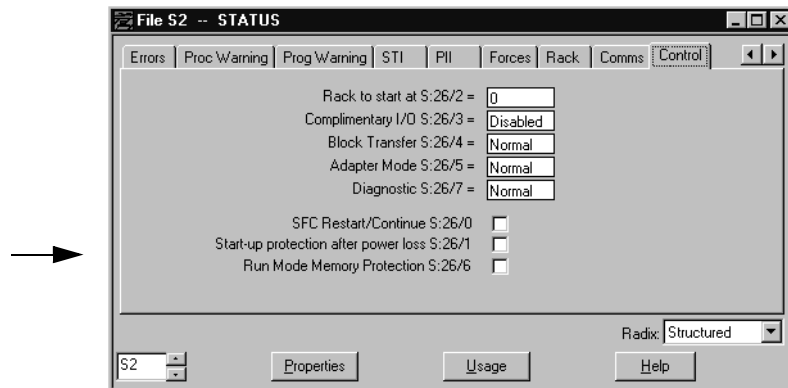 File S2 -- STATUS
Errors Proc Warning Prog Warning STI PII Forces Rack Comms Control
Rack to start at S:26/2 = 0
Complimentary I/O S:26/3 = Disabled
Block Transfer S:26/4 = Normal
Adapter Mode S:26/5 = Normal
Diagnostic S:26/7 = Normal
SFC Restart/Continue S:26/0
Start-up protection after power loss S:26/1
Run Mode Memory Protection S:26/6
Radix: Structured
S2 Properties Usage Help